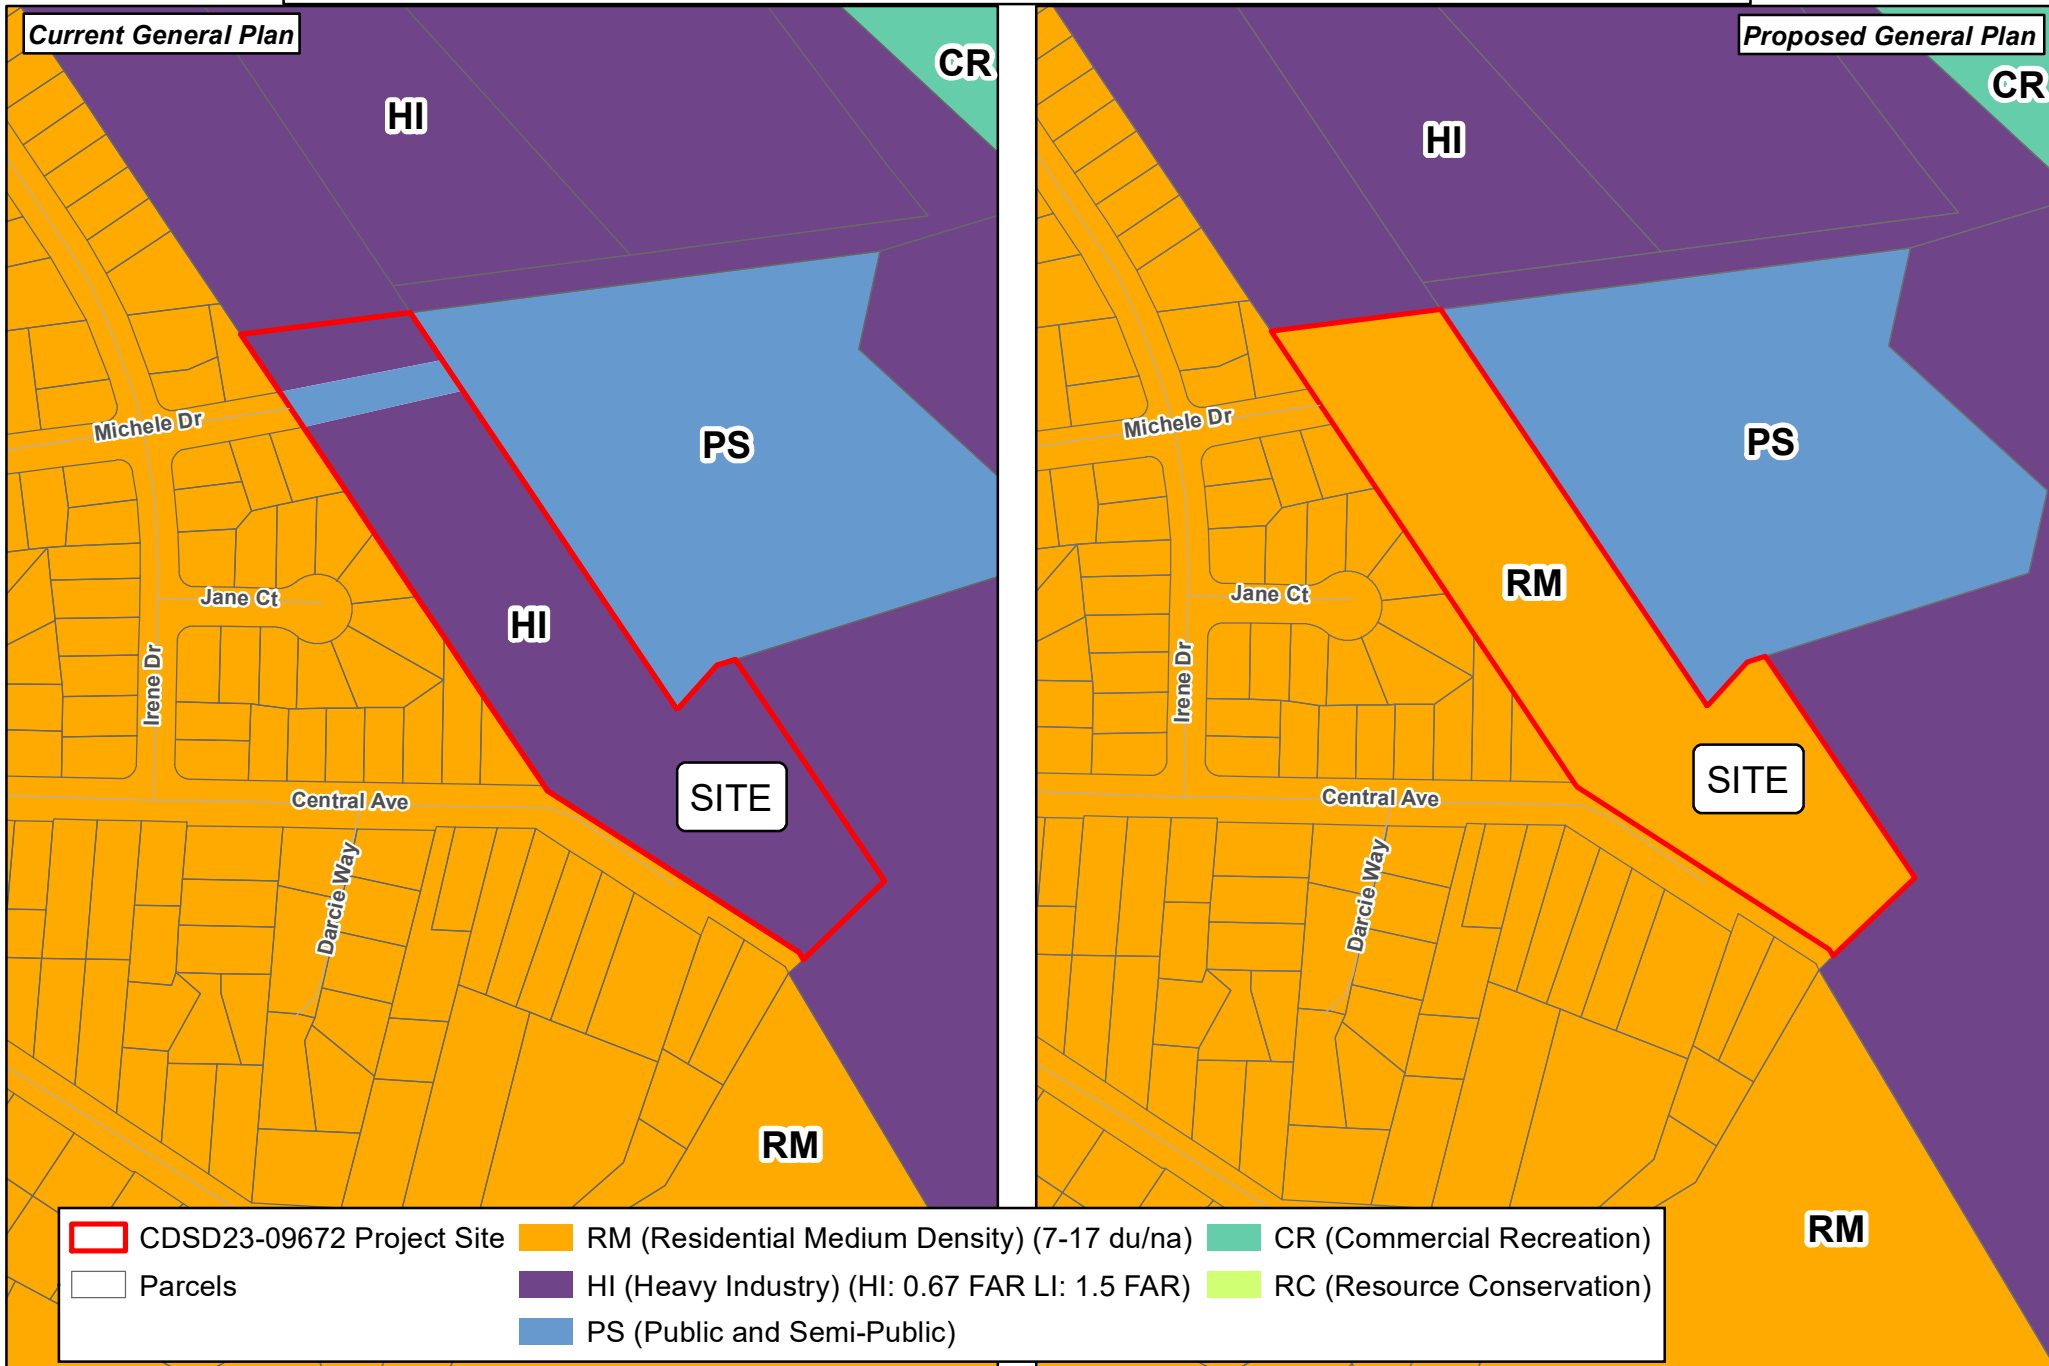 Current General Plan
CR
HI
PS
Michele Dr
Jane Ct
HI
Irene Dr
SITE
Central Ave
Darcie Way
RM
Proposed General Plan
CR
HI
PS
Michele Dr
RM
Jane Ct
Irene Dr
SITE
Central Ave
Darcie Way
RM
CDSD23-09672 Project Site
Parcels
RM (Residential Medium Density) (7-17 du/na)
HI (Heavy Industry) (HI: 0.67 FAR LI: 1.5 FAR)
PS (Public and Semi-Public)
CR (Commercial Recreation)
RC (Resource Conservation)